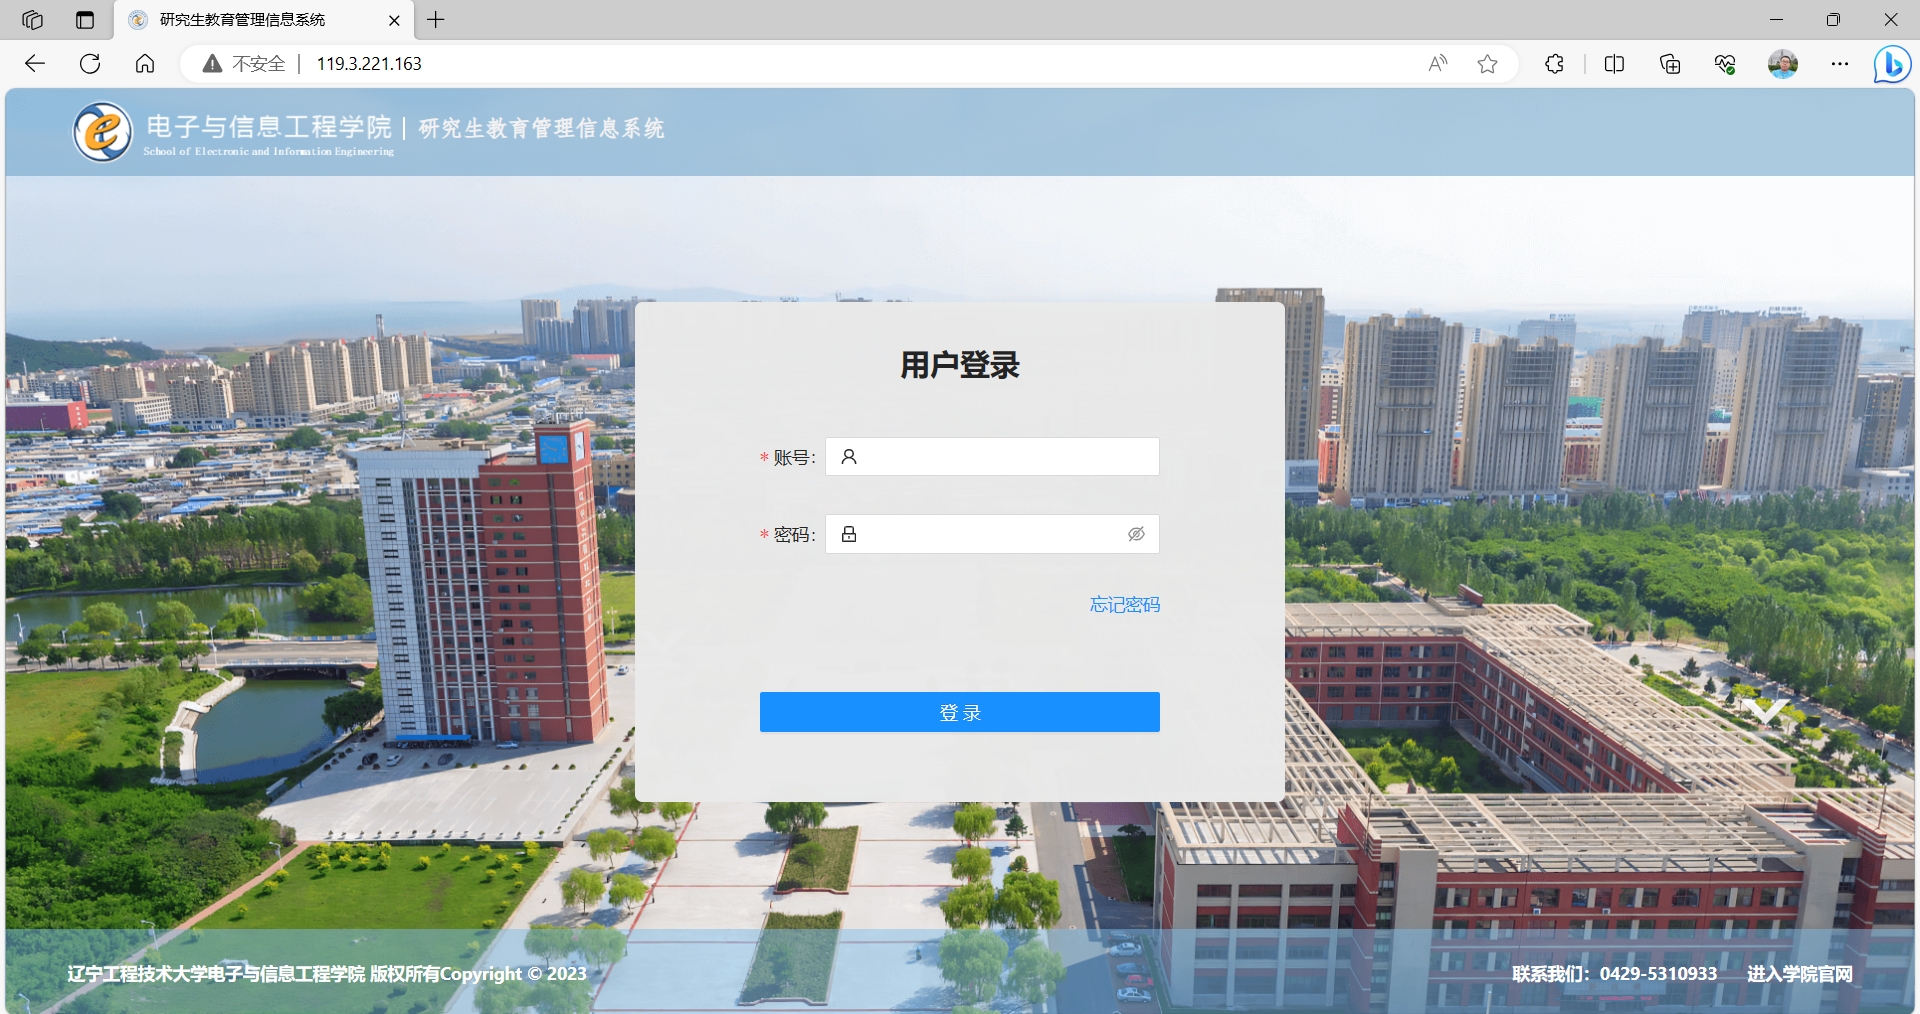 研究生教育管理信息系统
不安全 119.3.221.163
电子与信息工程学院 | 研究生教育管理信息系统
School of Electronic and Information Engineering
用户登录
* 账号:
* 密码:
忘记密码
登 录
辽宁工程技术大学电子与信息工程学院 版权所有Copyright © 2023
联系我们：0429-5310933 进入学院官网